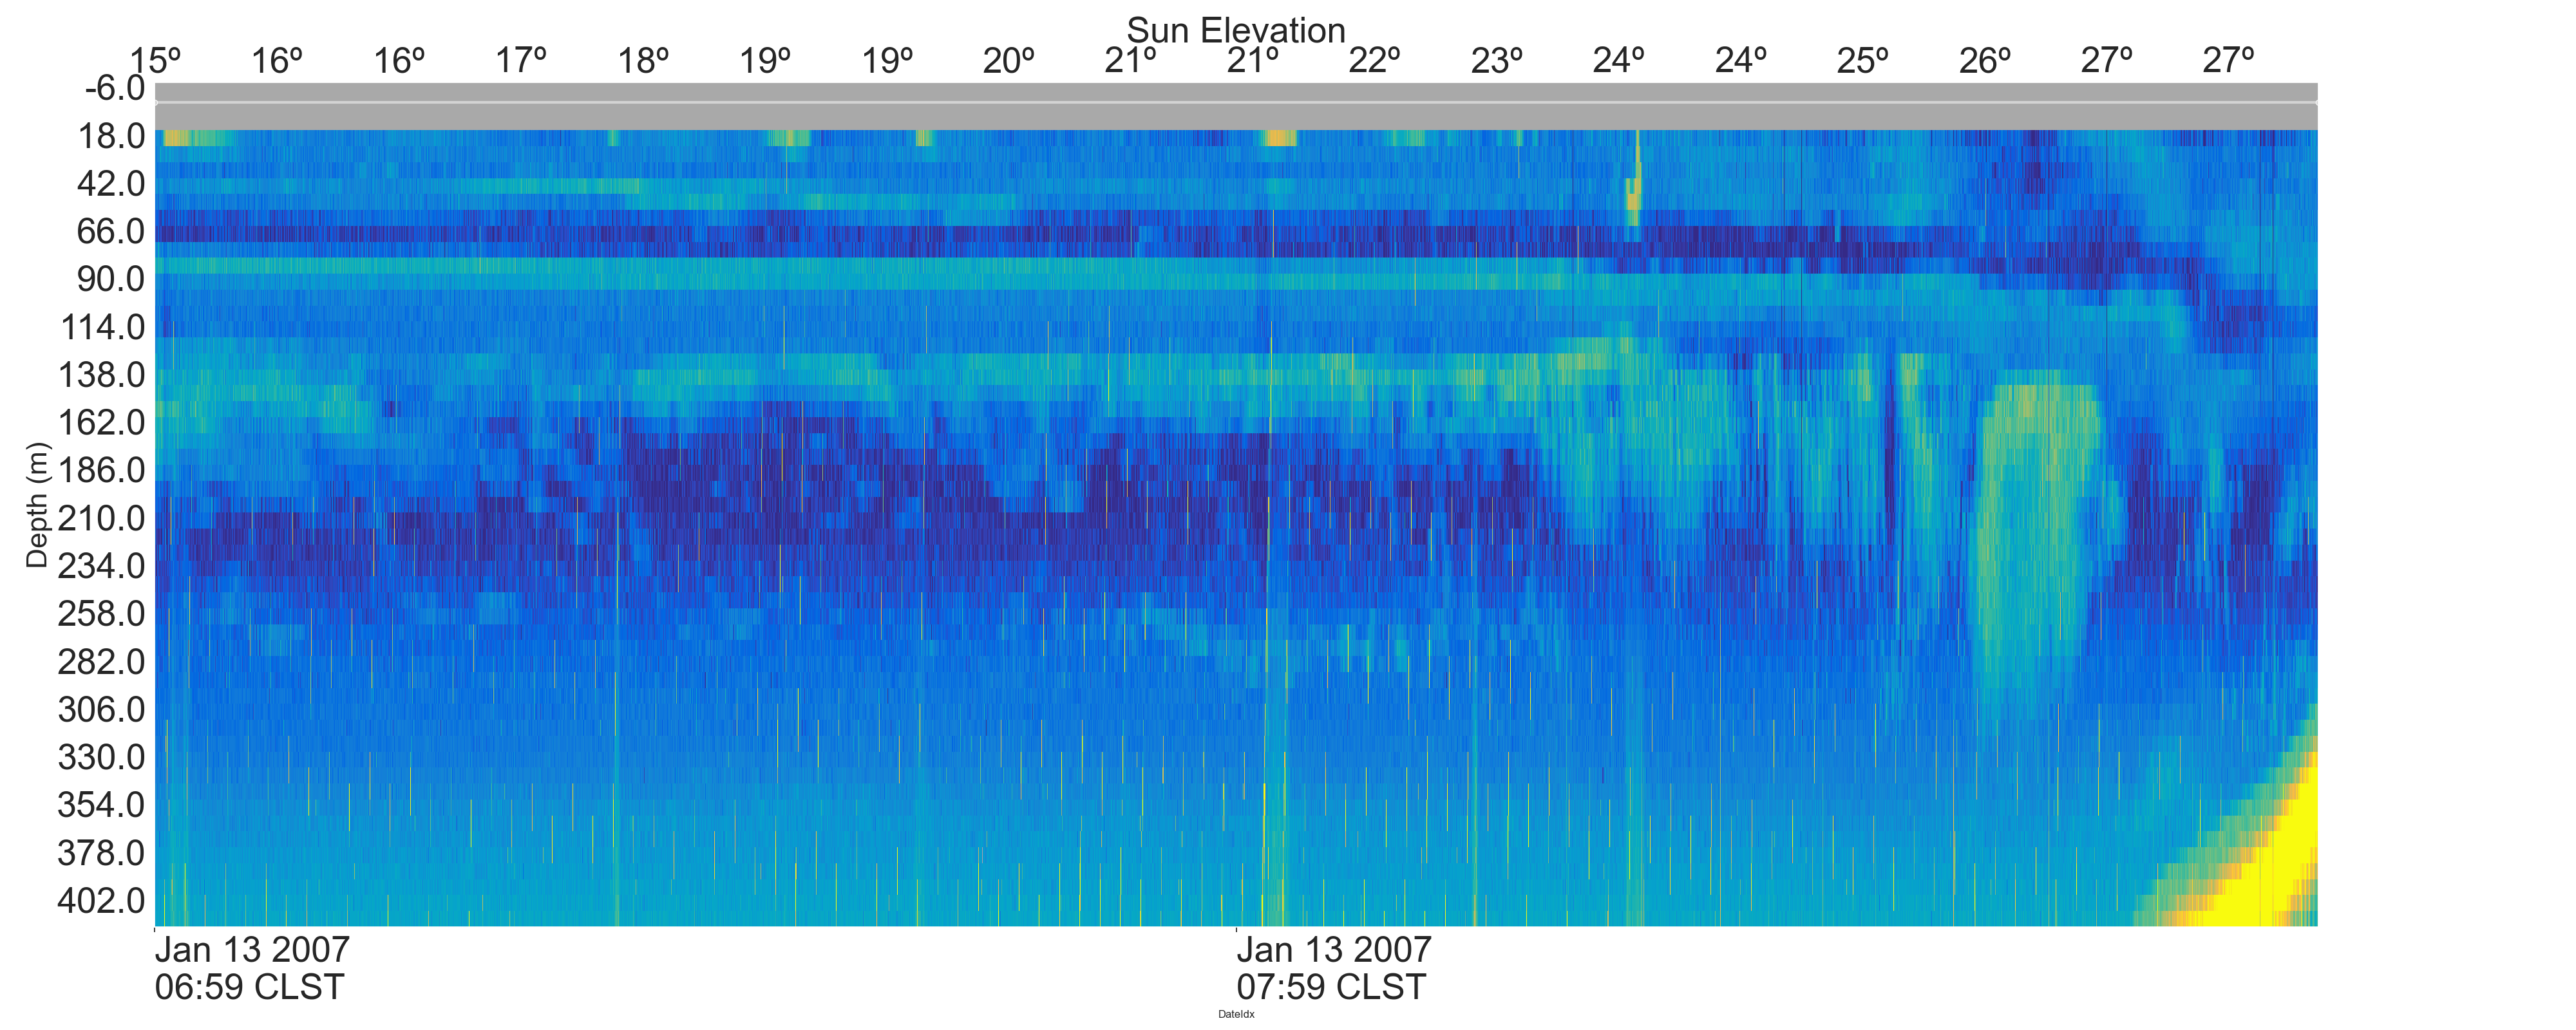 Sun Elevation
15º 16º 16º 17º 18º 19º 19º 20º 21º 21º 22º 23º 24º 24º 25º 26º 27º 27º
-6.0
18.0
42.0
66.0
90.0
114.0
138.0
162.0
186.0
210.0
234.0
258.0
282.0
306.0
330.0
354.0
378.0
402.0
Depth (m)
Jan 13 2007
06:59 CLST
Jan 13 2007
07:59 CLST
DateIdx